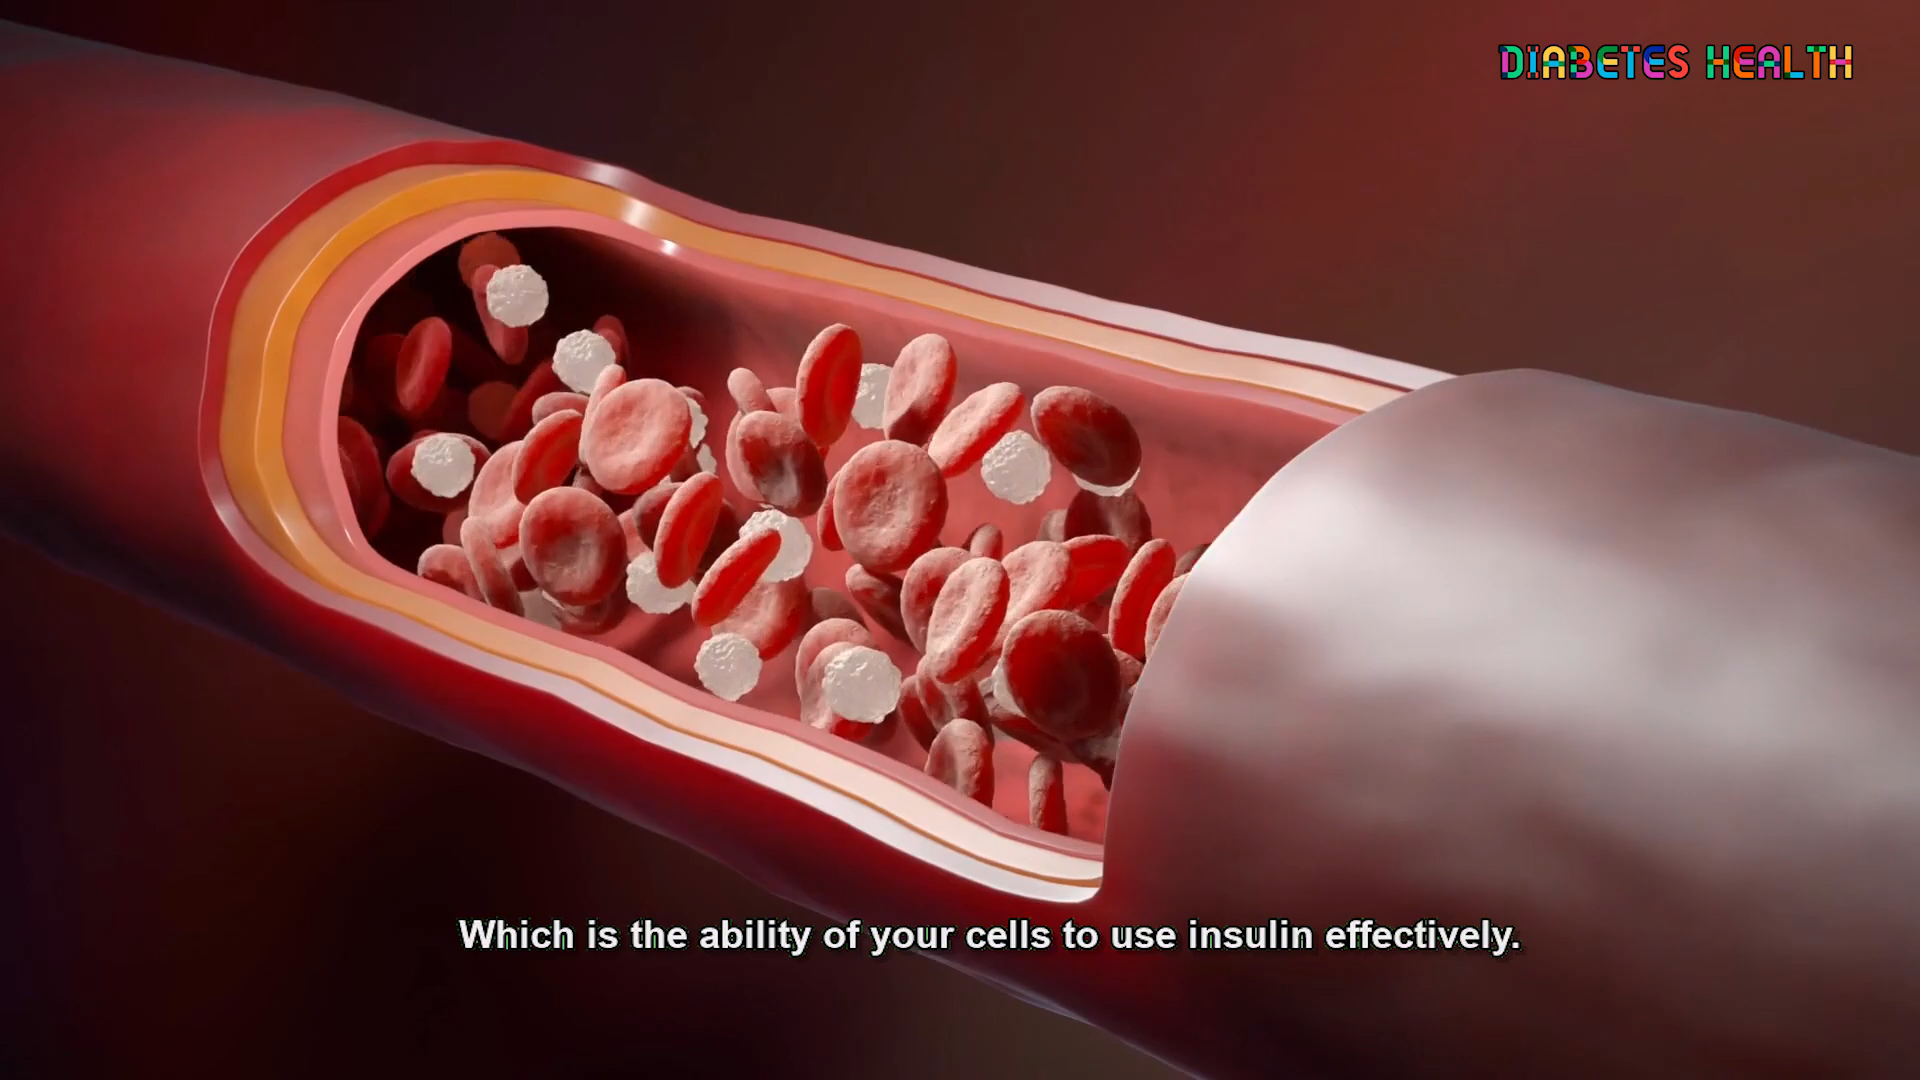 DIABETES HEALTH
Which is the ability of your cells to use insulin effectively.